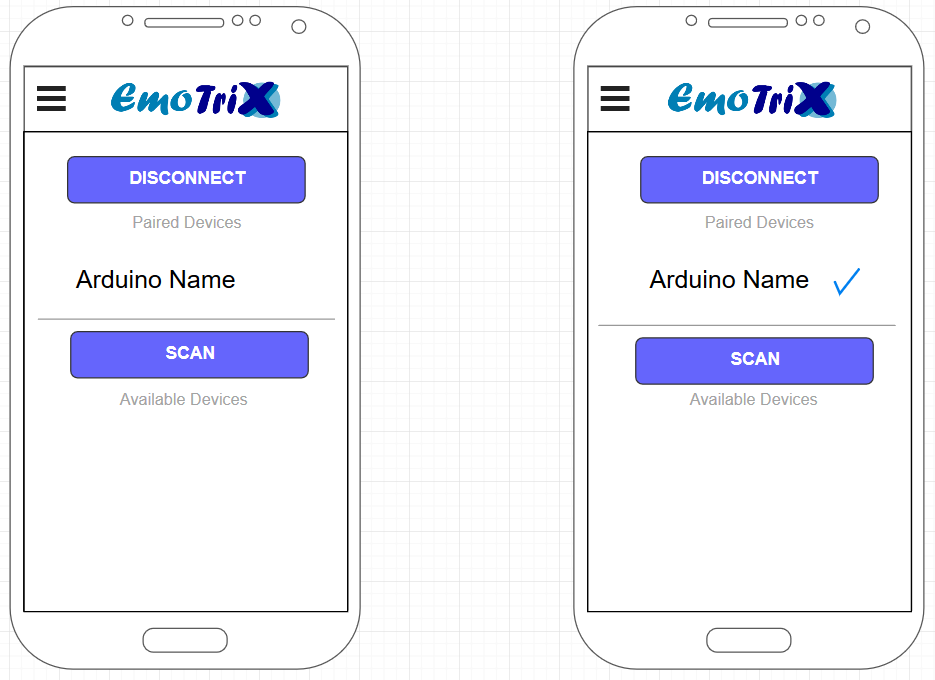 EmoTriX
DISCONNECT
Paired Devices
Arduino Name
SCAN
Available Devices
EmoTriX
DISCONNECT
Paired Devices
Arduino Name
SCAN
Available Devices